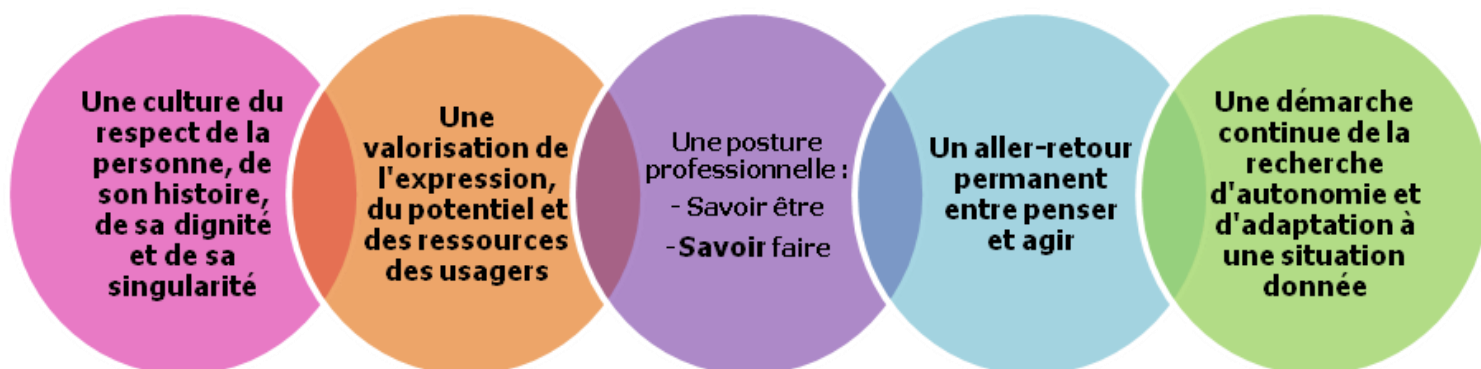 Une culture du
respect de la
personne, de
son histoire,
de sa dignité
et de sa
singularité
Une
valorisation de
l'expression,
du potentiel et
des ressources
des usagers
Une posture
professionnelle :
- Savoir être
- Savoir faire
Un aller-retour
permanent
entre penser
et agir
Une démarche
continue de la
recherche
d'autonomie et
d'adaptation à
une situation
donnée